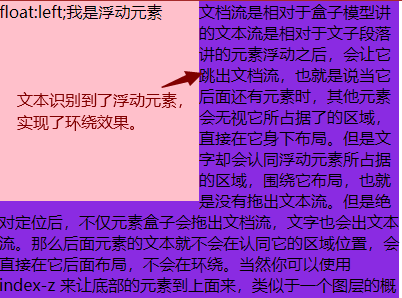 float:left;我是浮动元素
文本识别到了浮动元素，
实现了环绕效果。
文档流是相对于盒子模型讲
的文本流是相对于文子段落
讲的元素浮动之后，会让它
跳出文档流，也就是说当它
后面还有元素时，其他元素
会无视它所占据了的区域，
直接在它身下布局。但是文
字却会认同浮动元素所占据
的区域，围绕它布局，也就
是没有拖出文本流。但是绝
对定位后，不仅元素盒子会拖出文档流，文字也会出文本
流。那么后面元素的文本就不会在认同它的区域位置，会
直接在它后面布局，不会在环绕。当然你可以使用
index-z 来让底部的元素到上面来，类似于一个图层的概